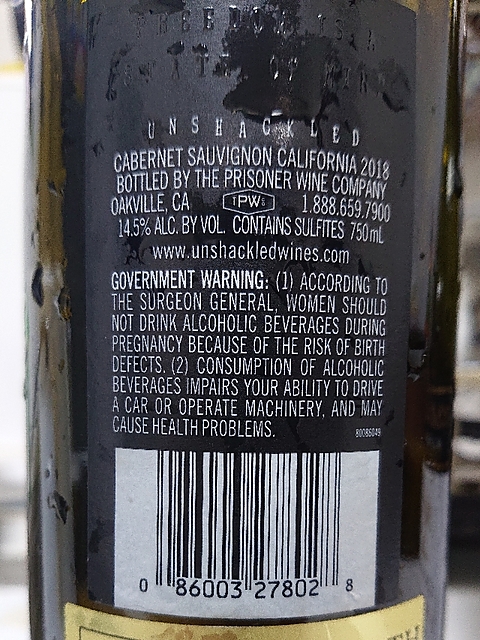 UNSHACKLED
CABERNET SAUVIGNON CALIFORNIA 2018
BOTTLED BY THE PRISONER WINE COMPANY
OAKVILLE, CA TPWC 1.888.659.7900
14.5% ALC. BY VOL. CONTAINS SULFITES 750mL
www.unshackledwines.com
GOVERNMENT WARNING: (1) ACCORDING TO
THE SURGEON GENERAL, WOMEN SHOULD
NOT DRINK ALCOHOLIC BEVERAGES DURING
PREGNANCY BECAUSE OF THE RISK OF BIRTH
DEFECTS. (2) CONSUMPTION OF ALCOHOLIC
BEVERAGES IMPAIRS YOUR ABILITY TO DRIVE
A CAR OR OPERATE MACHINERY, AND MAY
CAUSE HEALTH PROBLEMS.
80086049
0 86003 27802 8